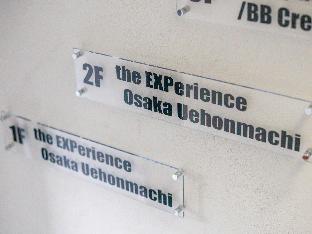 /BB Cre
2F the EXPerience
Osaka Uehonmachi
1F the EXPerience
Osaka Uehonmachi